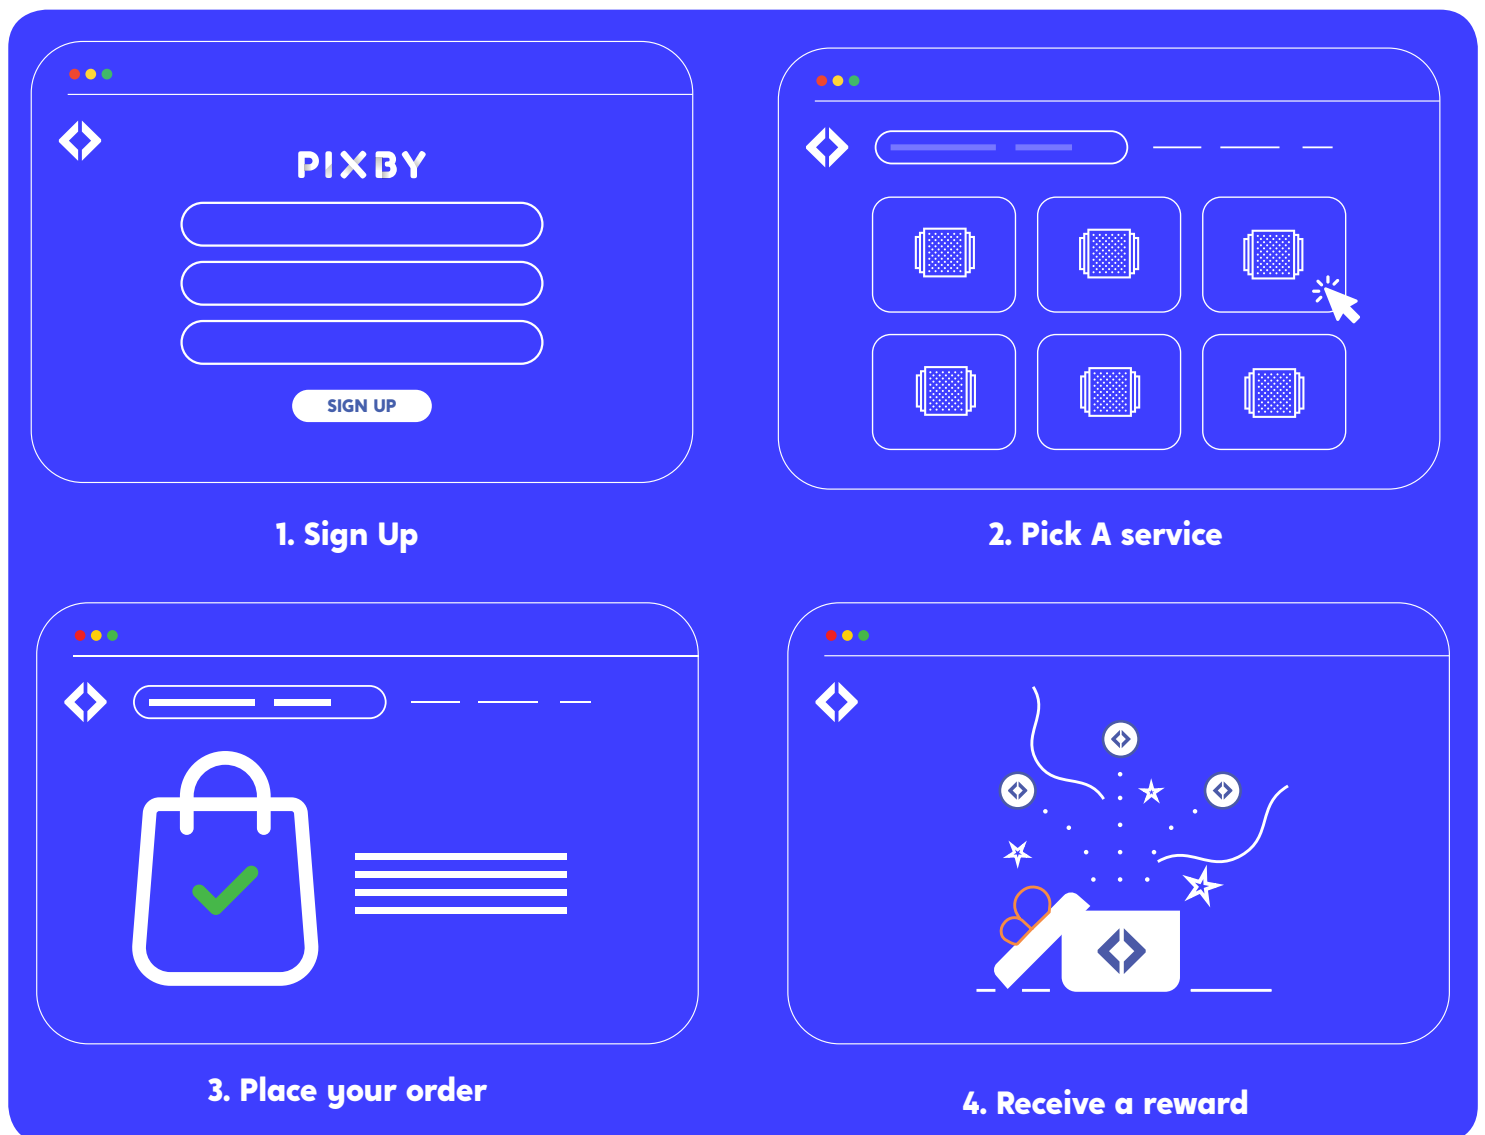 PIXBY
SIGN UP
1. Sign Up
2. Pick A service
3. Place your order
4. Receive a reward